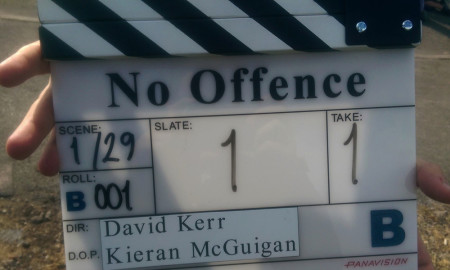 No Offence
SCENE: SLATE: TAKE:
1/29 1 1
ROLL:
B 001
DIR: David Kerr B
D.O.P. Kieran McGuigan
PANAVISION